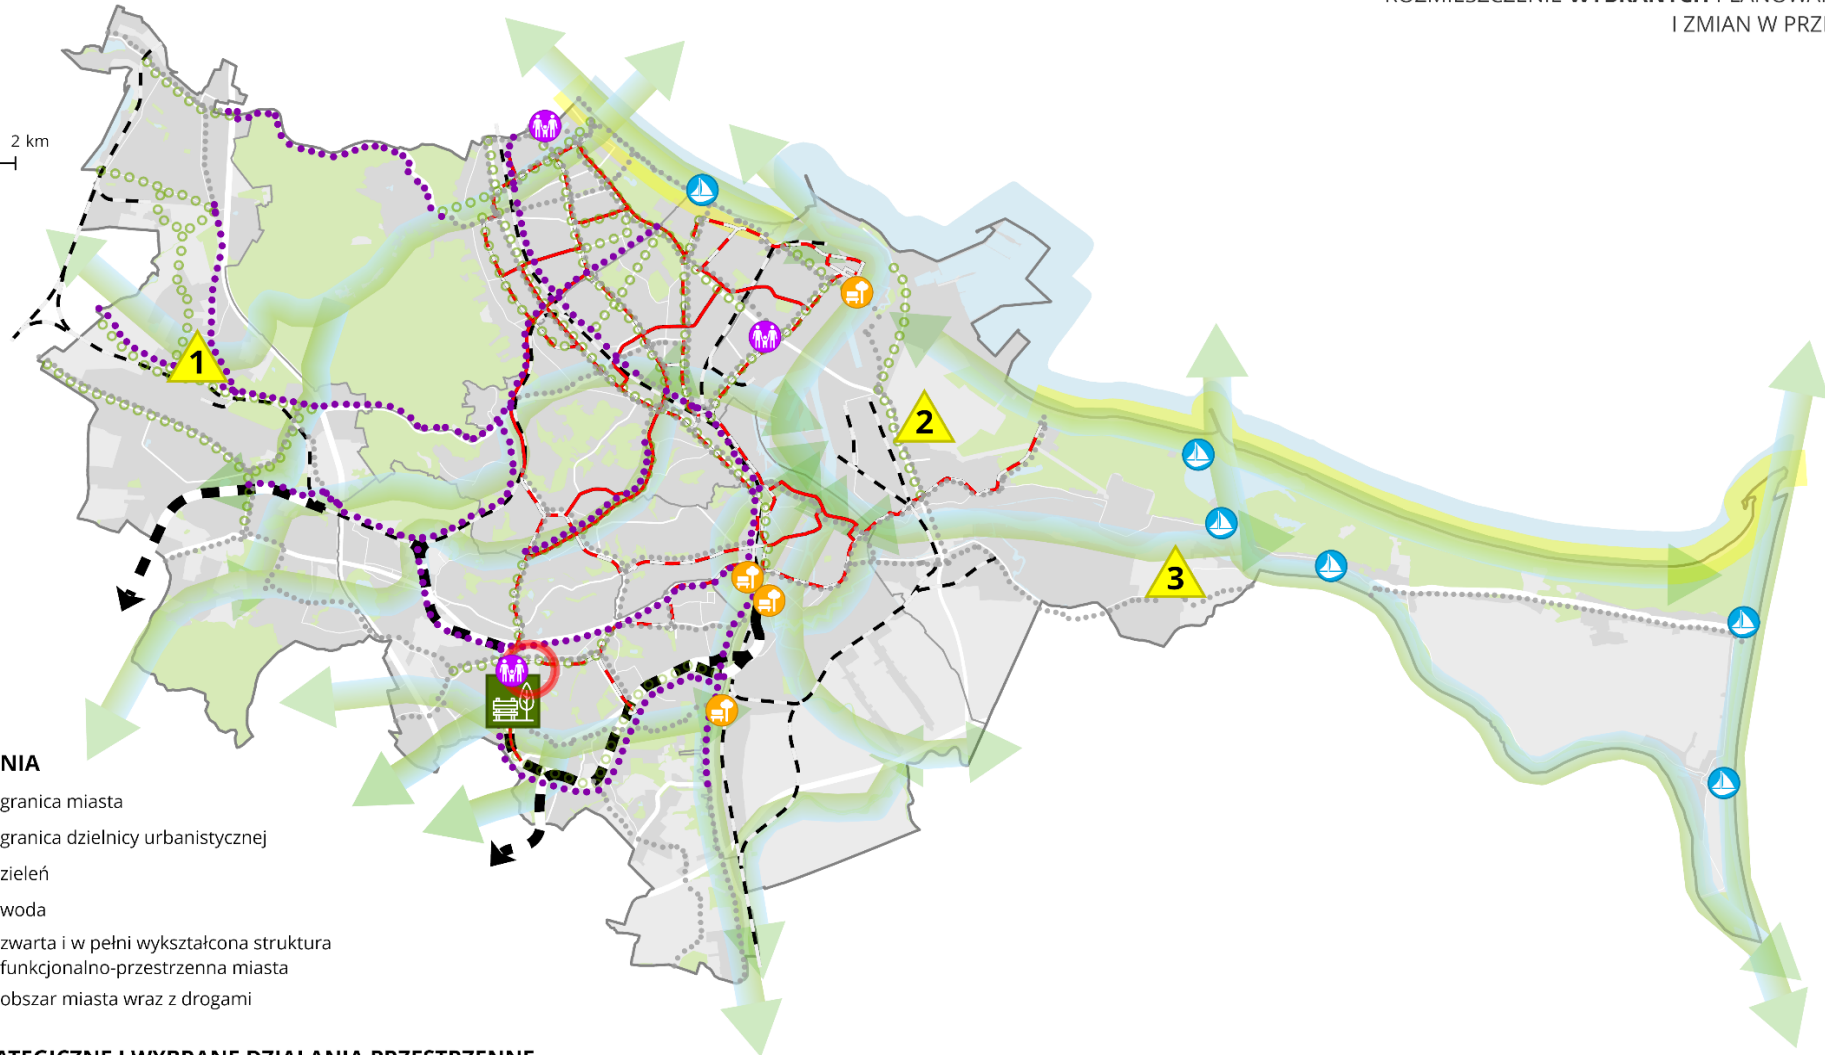 I ZMIAN W PRZE
2 km
1
2
3
NIA
granica miasta
granica dzielnicy urbanistycznej
zieleń
woda
zwarta i w pełni wykształcona struktura
funkcjonalno-przestrzenna miasta
obszar miasta wraz z drogami